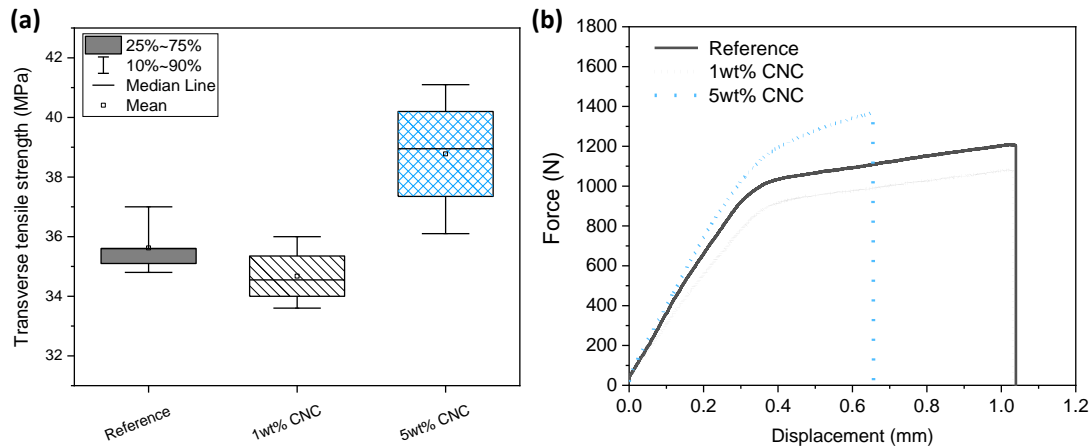 (a)
25%~75%
10%~90%
Median Line
Mean
Transverse tensile strength (MPa)
42
40
38
36
34
32
Reference
1wt% CNC
5wt% CNC
(b)
Reference
1wt% CNC
5wt% CNC
Force (N)
1800
1600
1400
1200
1000
800
600
400
200
0
0.0 0.2 0.4 0.6 0.8 1.0 1.2
Displacement (mm)